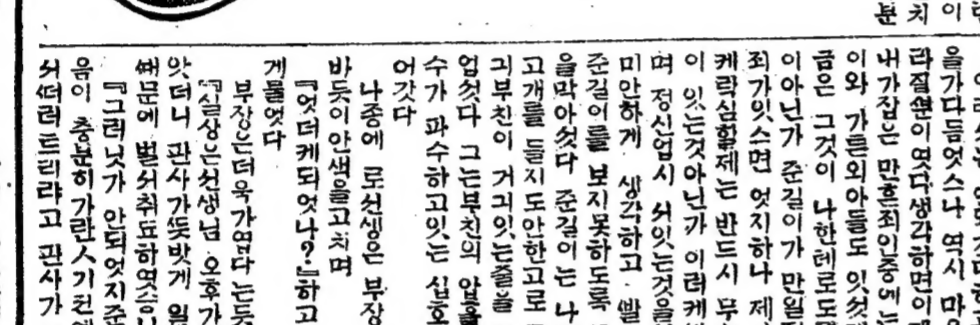 이
치
분
을가다듬엇스나 역시 마
라질뿐이엿다 생각하면이
내가잡은 만흔죄인중에는
이와 가튼외아들도 잇섯
금은 그것이 나한테로도
이아닌가 준길이가 만일
죄가잇스면 엇지하나 제
케락심할제는 반드시 무
이 잇는것아닌가 이러케
며 정신업시 서잇는것을
미안하게 생각하고 빨
준길이를 보지못하도록
을막아섯다 준길이는 나
고개를 들지도안한고로
긔부친이 거긔잇는줄을
업섯다 그는부친의 압흘
수가 파수하고잇는 십호
어갓다
나종에 로선생은 부장
바듯이안색을고치며
『엇더케되엇나?』하고
게물엇다
부장은더욱가엽다 는듯
『실상은선생님 오후가
앗더니 관사가뜻밧게 일
때문에 벌서취됴하엿슴니
『그러닛가 안되엇지준
음이 충분히가란ㅅ기전에
서떠러트리랴고 관사가